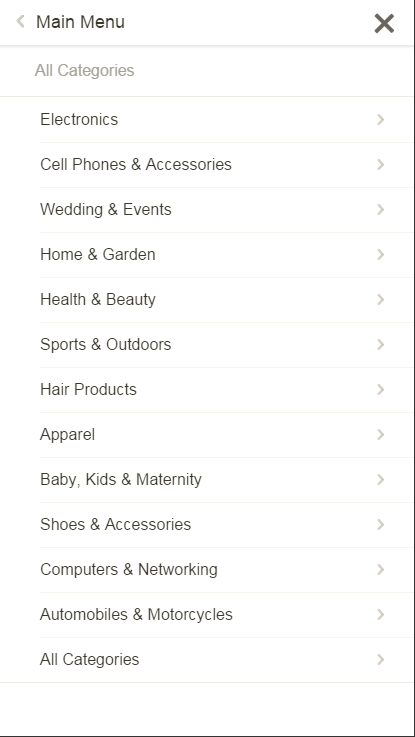 Main Menu
All Categories
Electronics
Cell Phones & Accessories
Wedding & Events
Home & Garden
Health & Beauty
Sports & Outdoors
Hair Products
Apparel
Baby, Kids & Maternity
Shoes & Accessories
Computers & Networking
Automobiles & Motorcycles
All Categories